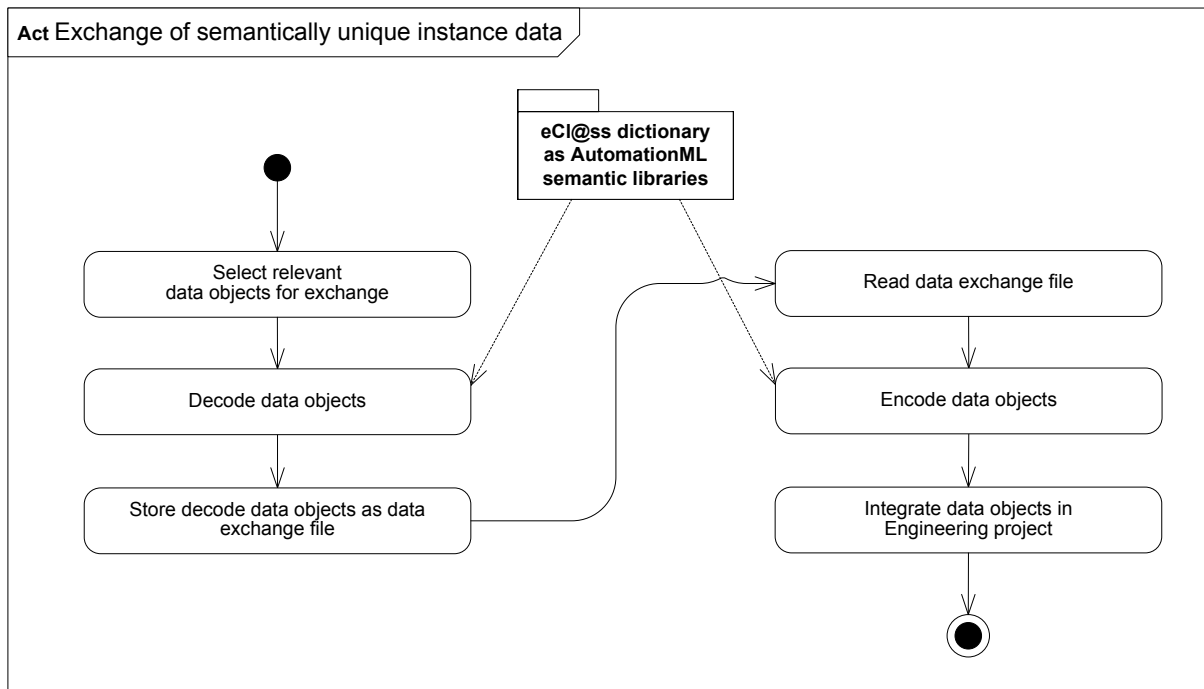 Act Exchange of semantically unique instance data
eCl@ss dictionary
as AutomationML
semantic libraries
Select relevant
data objects for exchange
Decode data objects
Store decode data objects as data
exchange file
Read data exchange file
Encode data objects
Integrate data objects in
Engineering project